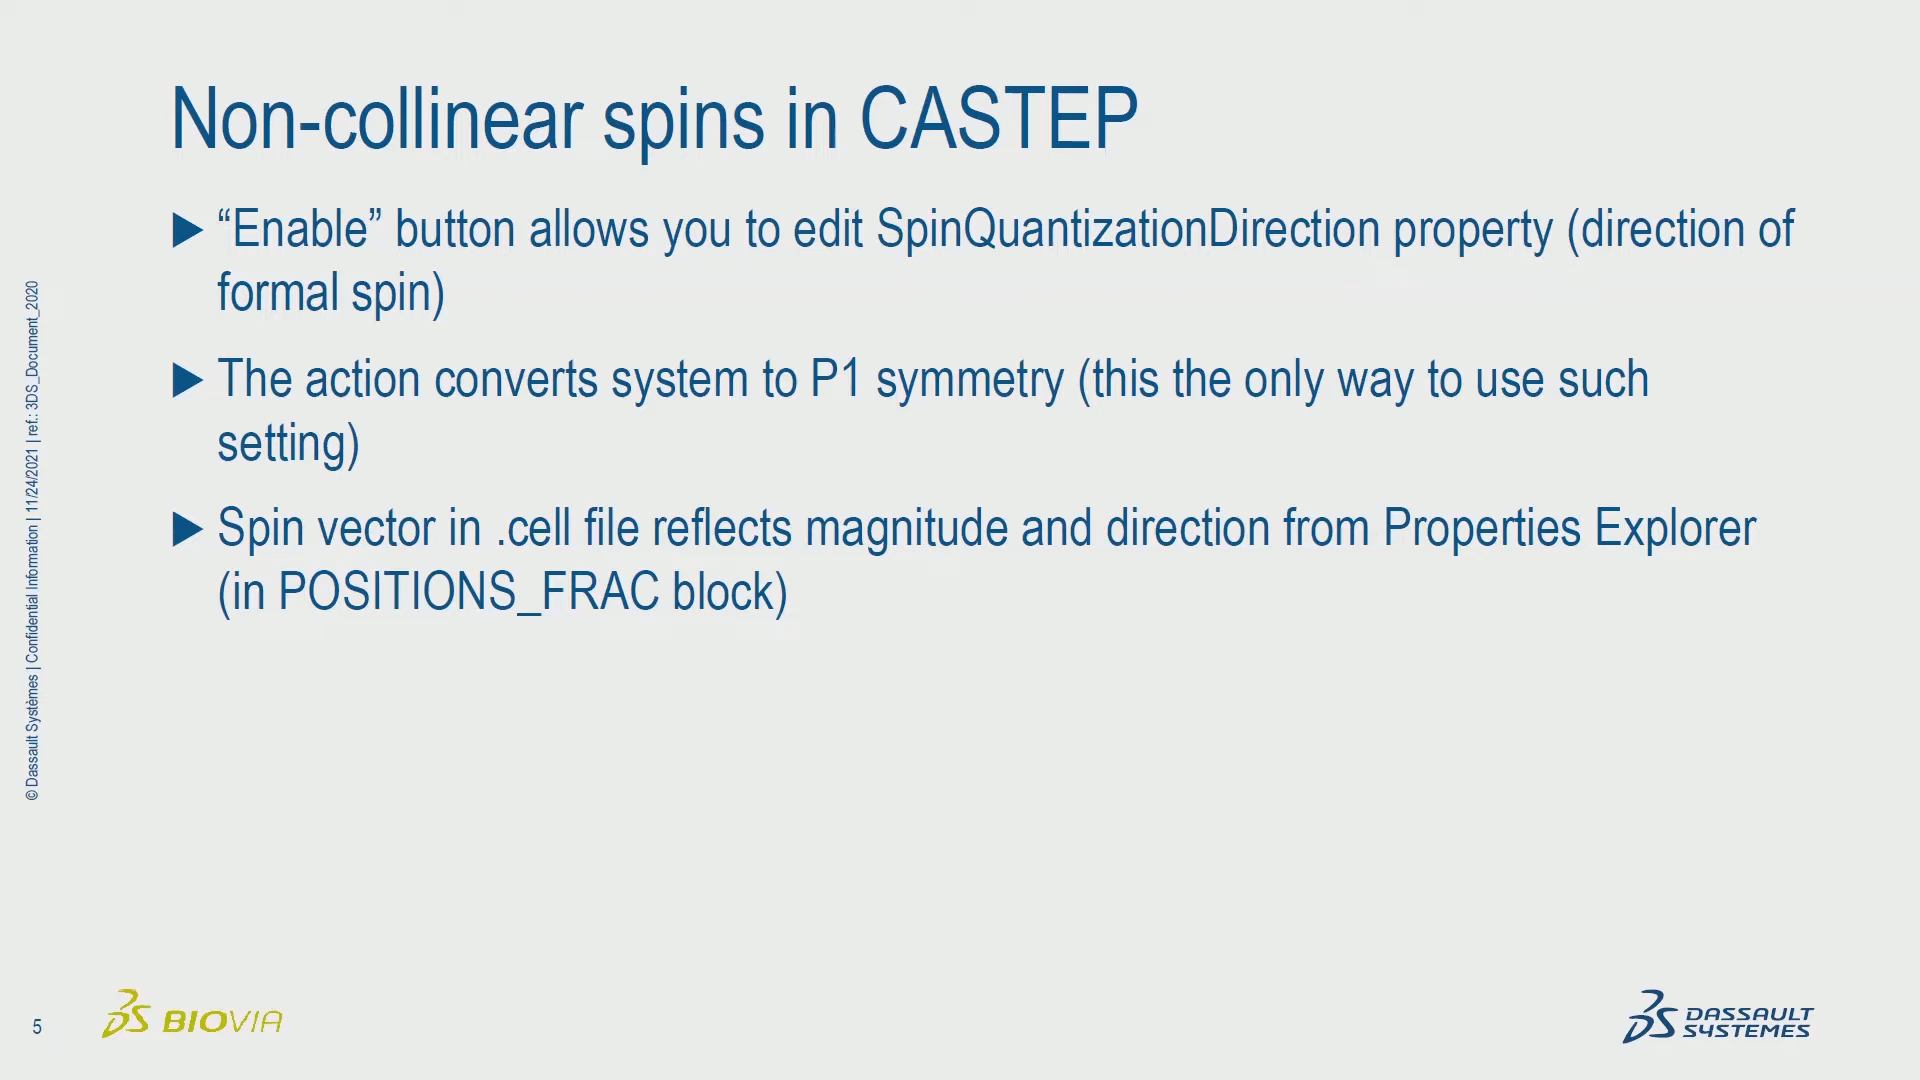 Non-collinear spins in CASTEP
“Enable” button allows you to edit SpinQuantizationDirection property (direction of
formal spin)
The action converts system to P1 symmetry (this the only way to use such
setting)
Spin vector in .cell file reflects magnitude and direction from Properties Explorer
(in POSITIONS_FRAC block)
© Dassault Systèmes | Confidential Information | 11/24/2021 | ref.: 3DS_Document_2020
5
3DS BIOVIA
3DS DASSAULT
SYSTEMES